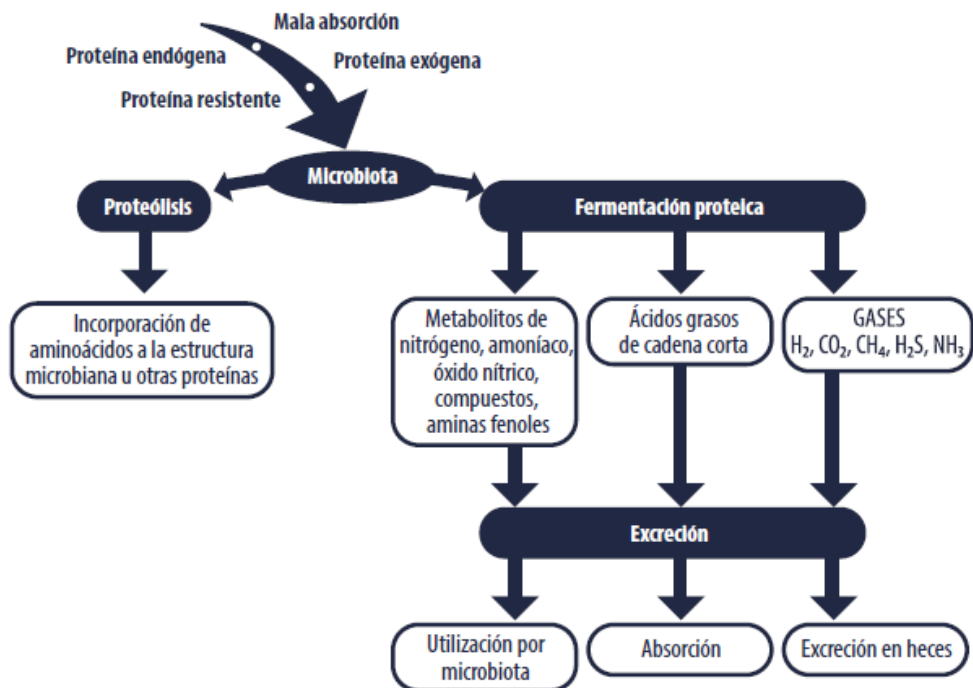 Mala absorción
Proteína endógena
Proteína exógena
Proteína resistente
Microbiota
Proteólisis
Fermentación proteica
Incorporación de
aminoácidos a la estructura
microbiana u otras proteínas
Metabolitos de
nitrógeno, amoníaco,
óxido nítrico,
compuestos,
aminas fenoles
Ácidos grasos
de cadena corta
GASES
H₂, CO₂, CH₄, H₂S, NH₃
Excreción
Utilización por
microbiota
Absorción
Excreción en heces